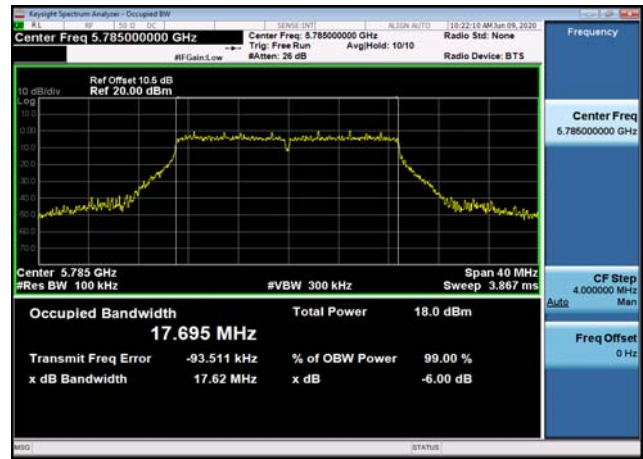 Keysight Spectrum Analyzer - Occupied BW
RL RF 50 Ω DC SENSE:INT ALIGN AUTO 10:22:10 AM Jun 09, 2020
Center Freq 5.785000000 GHz
Center Freq: 5.785000000 GHz
Radio Std: None
Trig: Free Run Avg|Hold: 10/10
#IFGain:Low
#Atten: 26 dB
Radio Device: BTS
Ref Offset 10.5 dB
10 dB/div Ref 20.00 dBm
Log
10.0
0.00
10.0
20.0
30.0
40.0
50.0
60.0
70.0
Center 5.785 GHz Span 40 MHz
#Res BW 100 kHz #VBW 300 kHz Sweep 3.867 ms
Occupied Bandwidth Total Power 18.0 dBm
17.695 MHz
Transmit Freq Error -93.511 kHz % of OBW Power 99.00 %
x dB Bandwidth 17.62 MHz x dB -6.00 dB
MSG STATUS
Frequency
Center Freq
5.785000000 GHz
CF Step
4.000000 MHz
Auto Man
Freq Offset
0 Hz